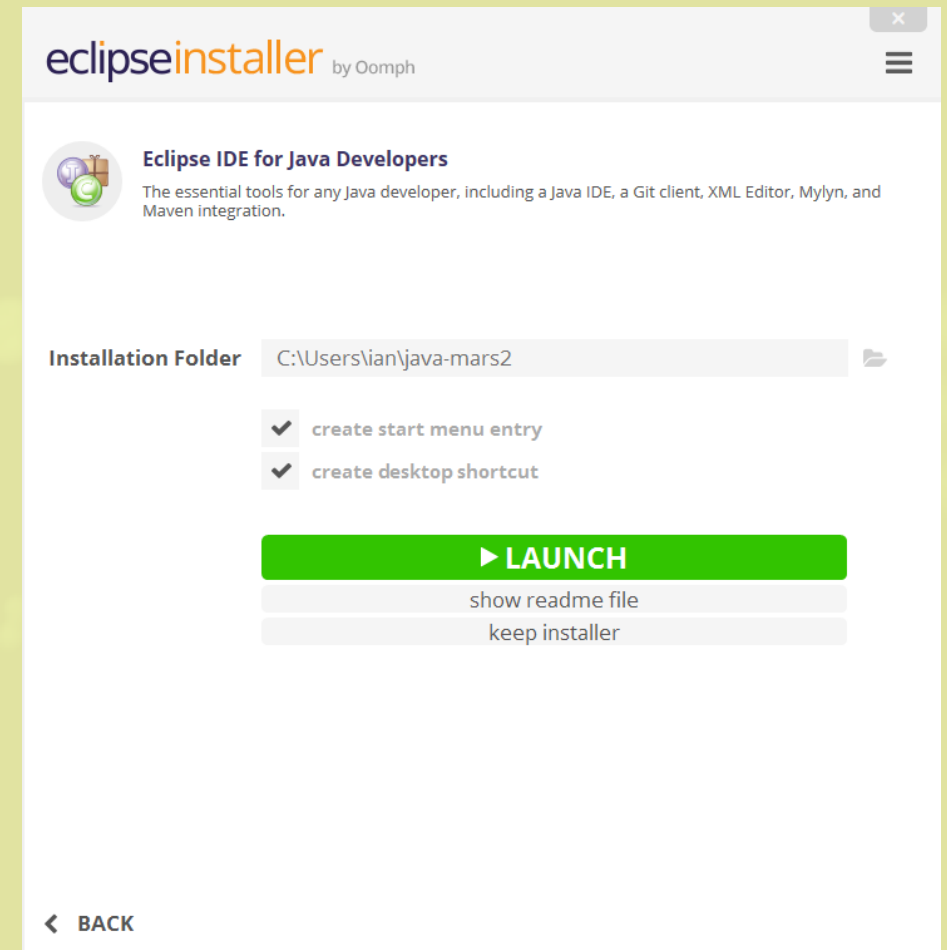 eclipseinstaller by Oomph
Eclipse IDE for Java Developers
The essential tools for any Java developer, including a Java IDE, a Git client, XML Editor, Mylyn, and
Maven integration.
Installation Folder C:\Users\ian\java-mars2
create start menu entry
create desktop shortcut
LAUNCH
show readme file
keep installer
BACK